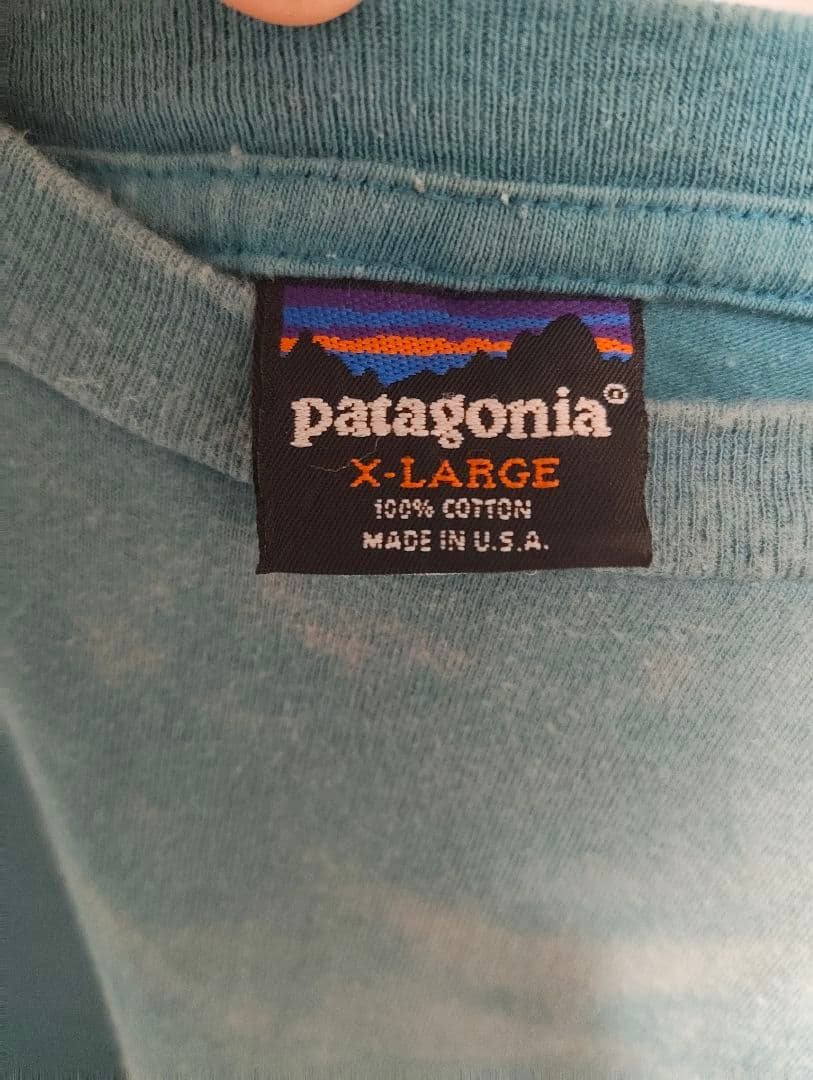 patagonia®
X-LARGE
100% COTTON
MADE IN U.S.A.